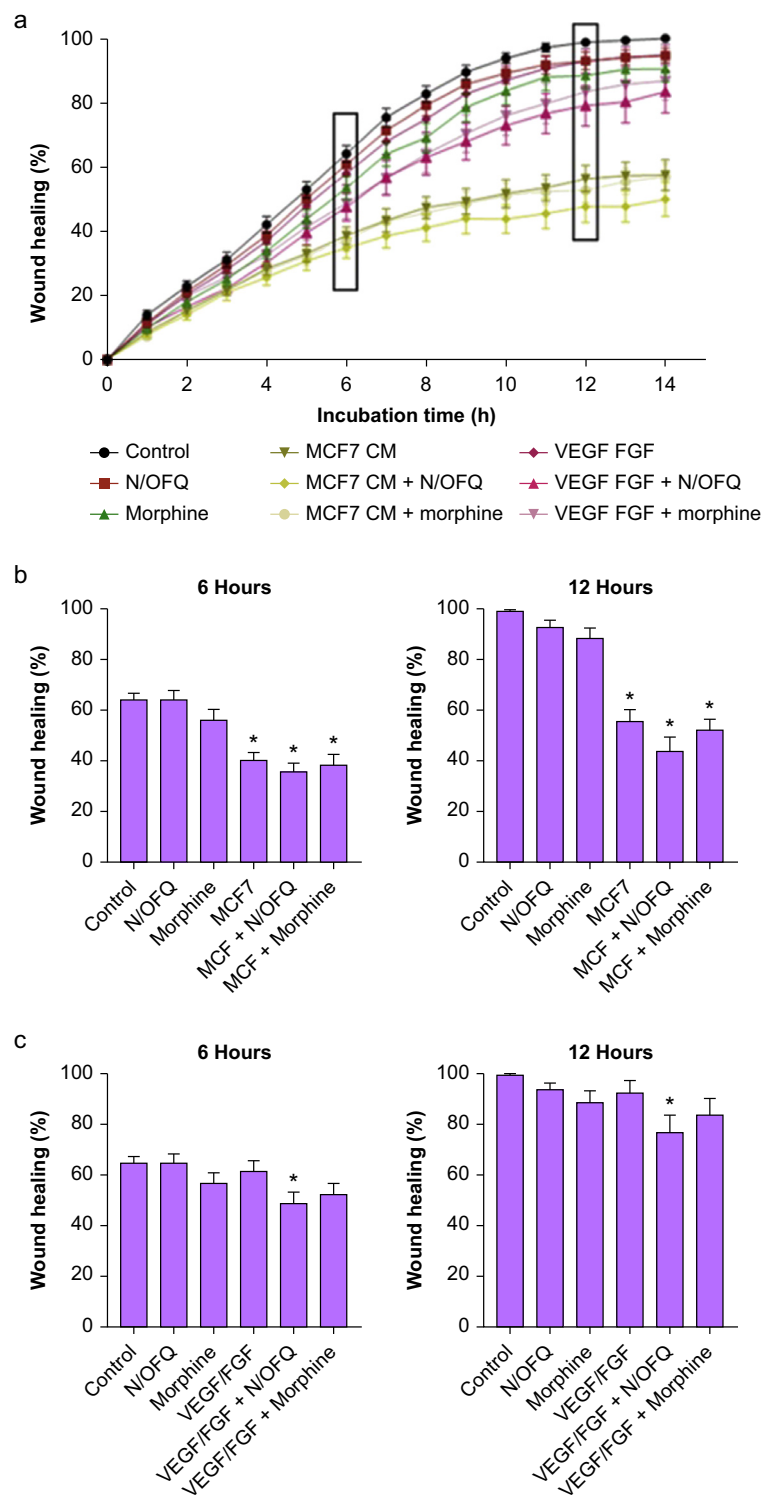 a
100
80
60
40
20
0
Wound healing (%)
0 2 4 6 8 10 12 14
Incubation time (h)
Control MCF7 CM VEGF FGF
N/OFQ MCF7 CM + N/OFQ VEGF FGF + N/OFQ
Morphine MCF7 CM + morphine VEGF FGF + morphine
b
6 Hours
100
80
60
40
20
0
Wound healing (%)
* * *
Control
N/OFQ
Morphine
MCF7
MCF + N/OFQ
MCF + Morphine
12 Hours
100
80
60
40
20
0
Wound healing (%)
* * *
Control
N/OFQ
Morphine
MCF7
MCF + N/OFQ
MCF + Morphine
c
6 Hours
100
80
60
40
20
0
Wound healing (%)
*
Control
N/OFQ
Morphine
VEGF/FGF
VEGF/FGF + N/OFQ
VEGF/FGF + Morphine
12 Hours
100
80
60
40
20
0
Wound healing (%)
*
Control
N/OFQ
Morphine
VEGF/FGF
VEGF/FGF + N/OFQ
VEGF/FGF + Morphine